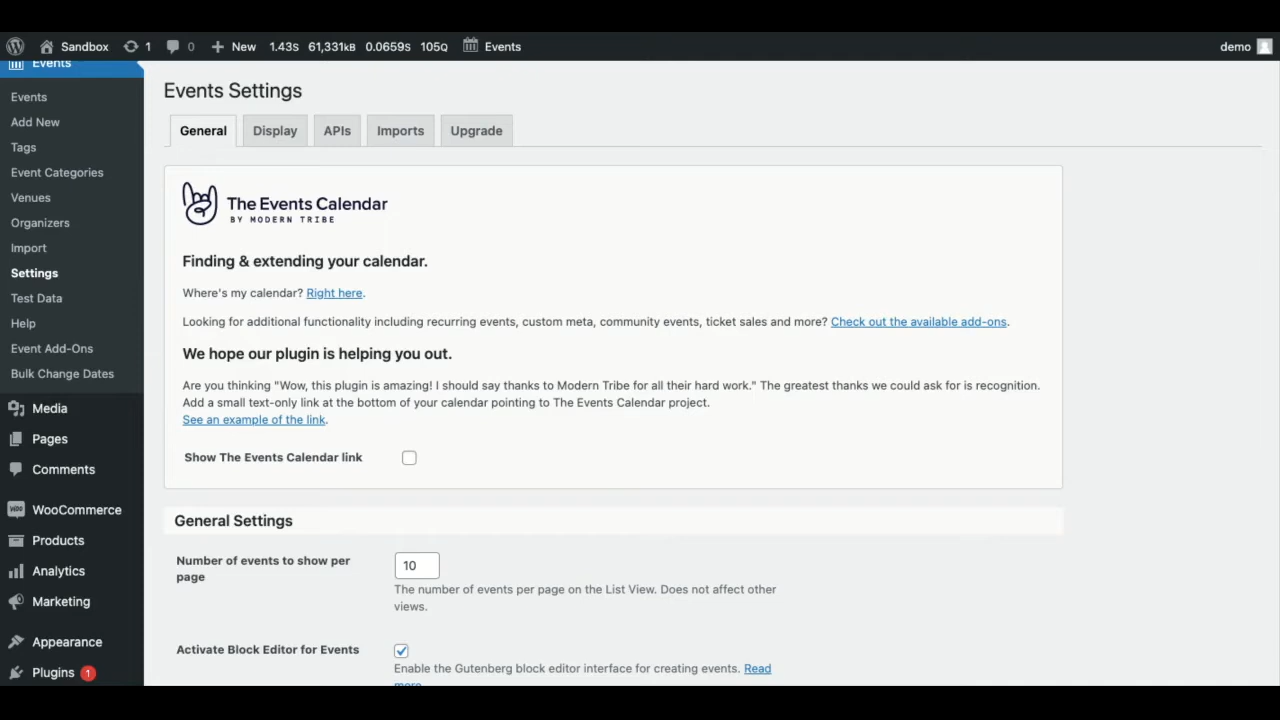 Sandbox 1 0 New 1.43s 61,331kB 0.0659s 105Q Events demo
Events
Events
Add New
Tags
Event Categories
Venues
Organizers
Import
Settings
Test Data
Help
Event Add-Ons
Bulk Change Dates
Media
Pages
Comments
WooCommerce
Products
Analytics
Marketing
Appearance
Plugins 1
Events Settings
General Display APIs Imports Upgrade
The Events Calendar
BY MODERN TRIBE
Finding & extending your calendar.
Where's my calendar? Right here.
Looking for additional functionality including recurring events, custom meta, community events, ticket sales and more? Check out the available add-ons.
We hope our plugin is helping you out.
Are you thinking "Wow, this plugin is amazing! I should say thanks to Modern Tribe for all their hard work." The greatest thanks we could ask for is recognition.
Add a small text-only link at the bottom of your calendar pointing to The Events Calendar project.
See an example of the link.
Show The Events Calendar link
General Settings
Number of events to show per
page
10
The number of events per page on the List View. Does not affect other
views.
Activate Block Editor for Events
Enable the Gutenberg block editor interface for creating events. Read
more.